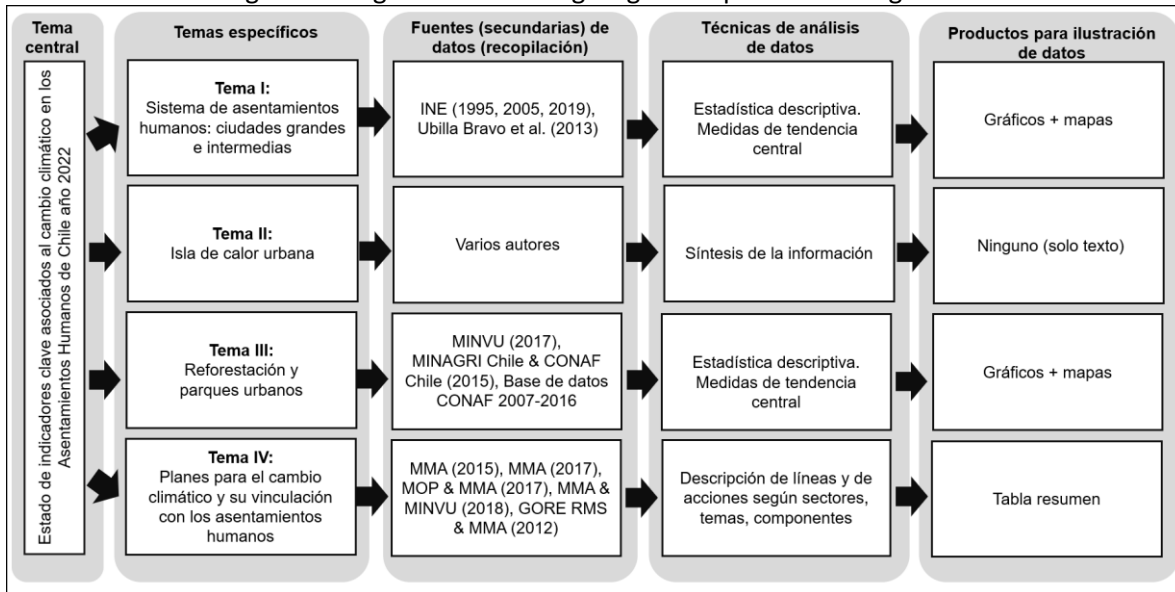 Tema
central
Temas específicos
Fuentes (secundarias) de
datos (recopilación)
Técnicas de análisis
de datos
Productos para ilustración
de datos
Estado de indicadores clave asociados al cambio climático en los
Asentamientos Humanos de Chile año 2022
Tema I:
Sistema de asentamientos
humanos: ciudades grandes
e intermedias
INE (1995, 2005, 2019),
Ubilla Bravo et al. (2013)
Estadística descriptiva.
Medidas de tendencia
central
Gráficos + mapas
Tema II:
Isla de calor urbana
Varios autores
Síntesis de la información
Ninguno (solo texto)
Tema III:
Reforestación y
parques urbanos
MINVU (2017),
MINAGRI Chile & CONAF
Chile (2015), Base de datos
CONAF 2007-2016
Estadística descriptiva.
Medidas de tendencia
central
Gráficos + mapas
Tema IV:
Planes para el cambio
climático y su vinculación
con los asentamientos
humanos
MMA (2015), MMA (2017),
MOP & MMA (2017), MMA &
MINVU (2018), GORE RMS
& MMA (2012)
Descripción de líneas y de
acciones según sectores,
temas, componentes
Tabla resumen